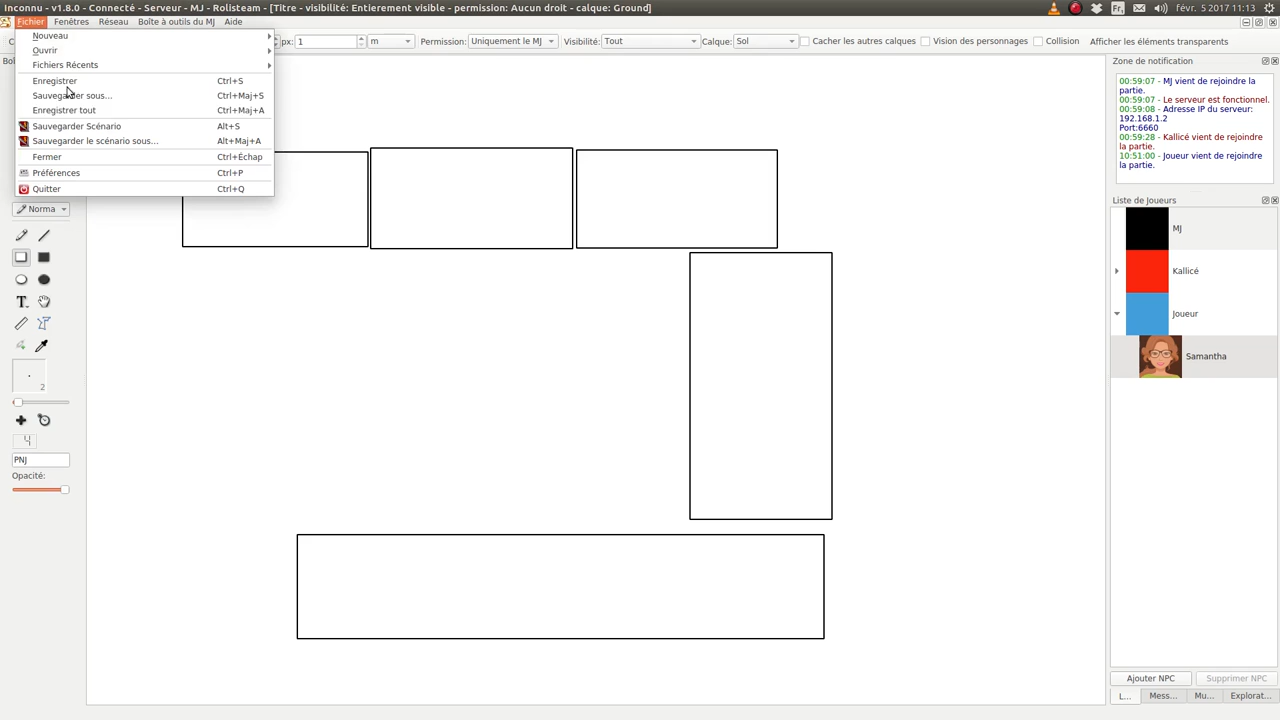 Inconnu - v1.8.0 - Connecté - Serveur - MJ - Rolisteam - [Titre - visibilité: Entierement visible - permission: Aucun droit - calque: Ground]
Fr
févr. 5 2017 11:13
Fichier Fenêtres Réseau Boîte à outils du MJ Aide
px: 1 m Permission: Uniquement le MJ Visibilité: Tout Calque: Sol Cacher les autres calques Vision des personnages Collision Afficher les éléments transparents
Nouveau
Ouvrir
Fichiers Récents
Enregistrer Ctrl+S
Sauvegarder sous... Ctrl+Maj+S
Enregistrer tout Ctrl+Maj+A
Sauvegarder Scénario Alt+S
Sauvegarder le scénario sous... Alt+Maj+A
Fermer Ctrl+Échap
Préférences Ctrl+P
Quitter Ctrl+Q
Norma
2
PNJ
Opacité:
Zone de notification
00:59:07 - MJ vient de rejoindre la
partie.
00:59:07 - Le serveur est fonctionnel.
00:59:08 - Adresse IP du serveur:
192.168.1.2
Port:6660
00:59:28 - Kallicé vient de rejoindre
la partie.
10:51:00 - Joueur vient de rejoindre
la partie.
Liste de Joueurs
MJ
Kallicé
Joueur
Samantha
Ajouter NPC Supprimer NPC
L... Mess... Mu... Explorat...